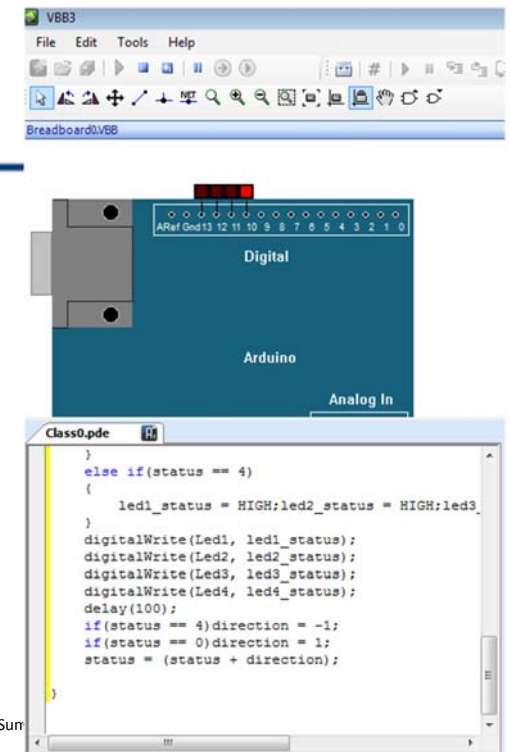 VBB3
File Edit Tools Help
NET
Breadboard0.VBB
ARef Gnd 13 12 11 10 9 8 7 6 5 4 3 2 1 0
Digital
Arduino
Analog In
Class0.pde
}
else if(status == 4)
{
led1_status = HIGH;led2_status = HIGH;led3_
}
digitalWrite(Led1, led1_status);
digitalWrite(Led2, led2_status);
digitalWrite(Led3, led3_status);
digitalWrite(Led4, led4_status);
delay(100);
if(status == 4)direction = -1;
if(status == 0)direction = 1;
status = (status + direction);
}
Sum